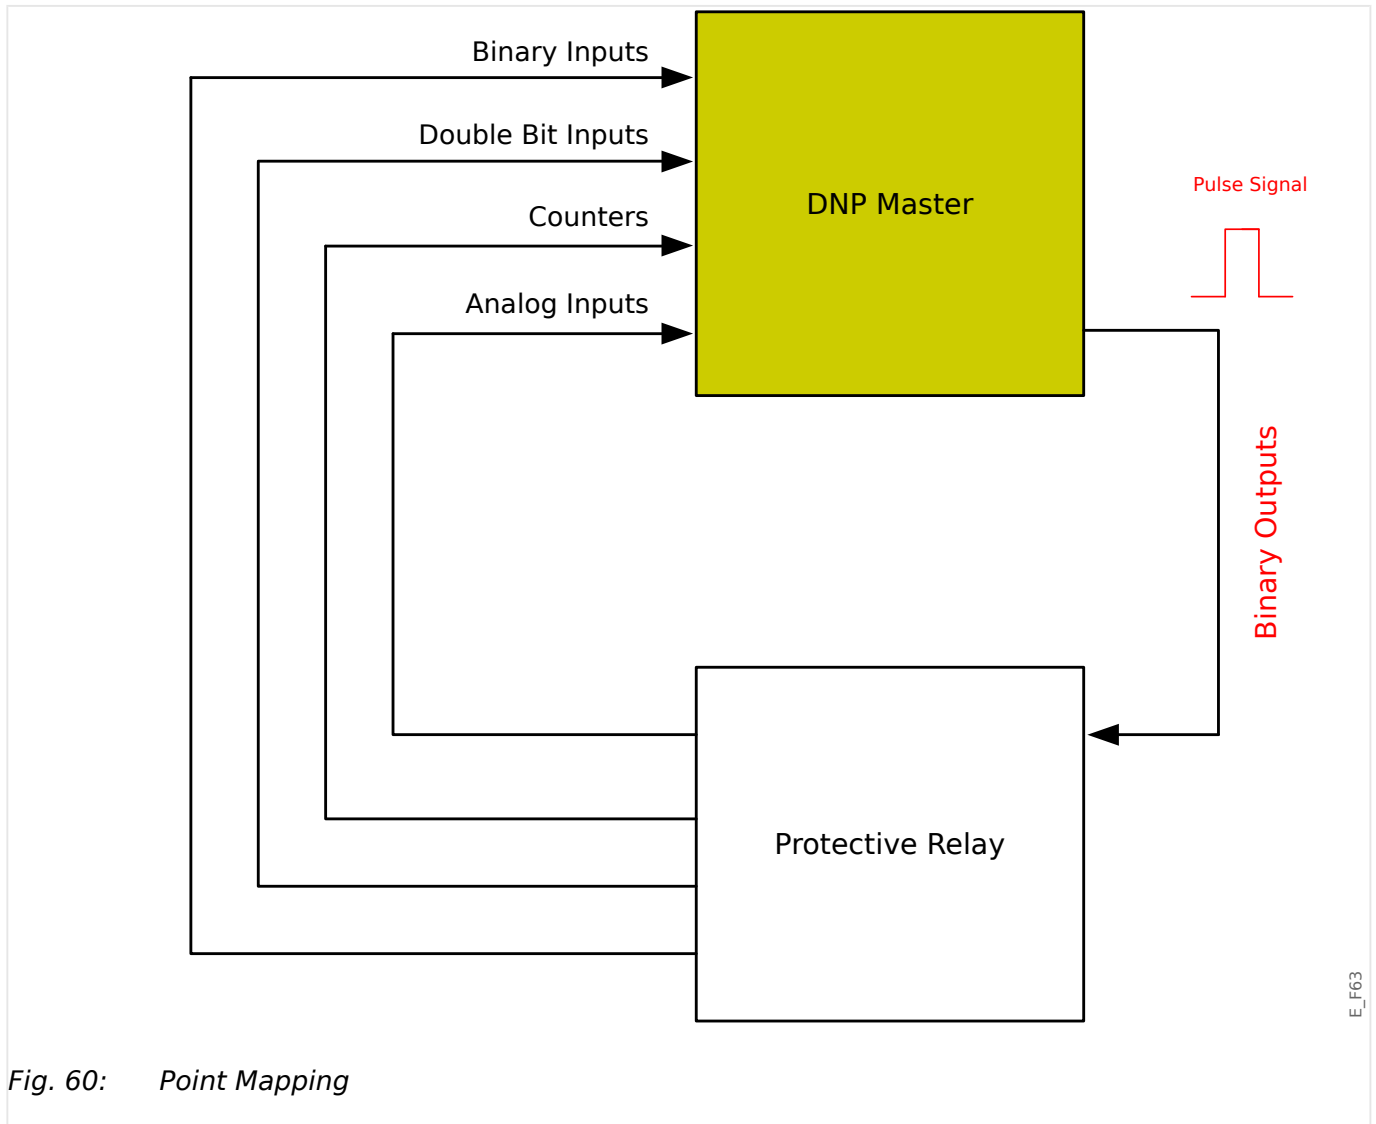 Binary Inputs
Double Bit Inputs
Counters
Analog Inputs
DNP Master
Pulse Signal
Binary Outputs
Protective Relay
E_F63
Fig. 60: Point Mapping